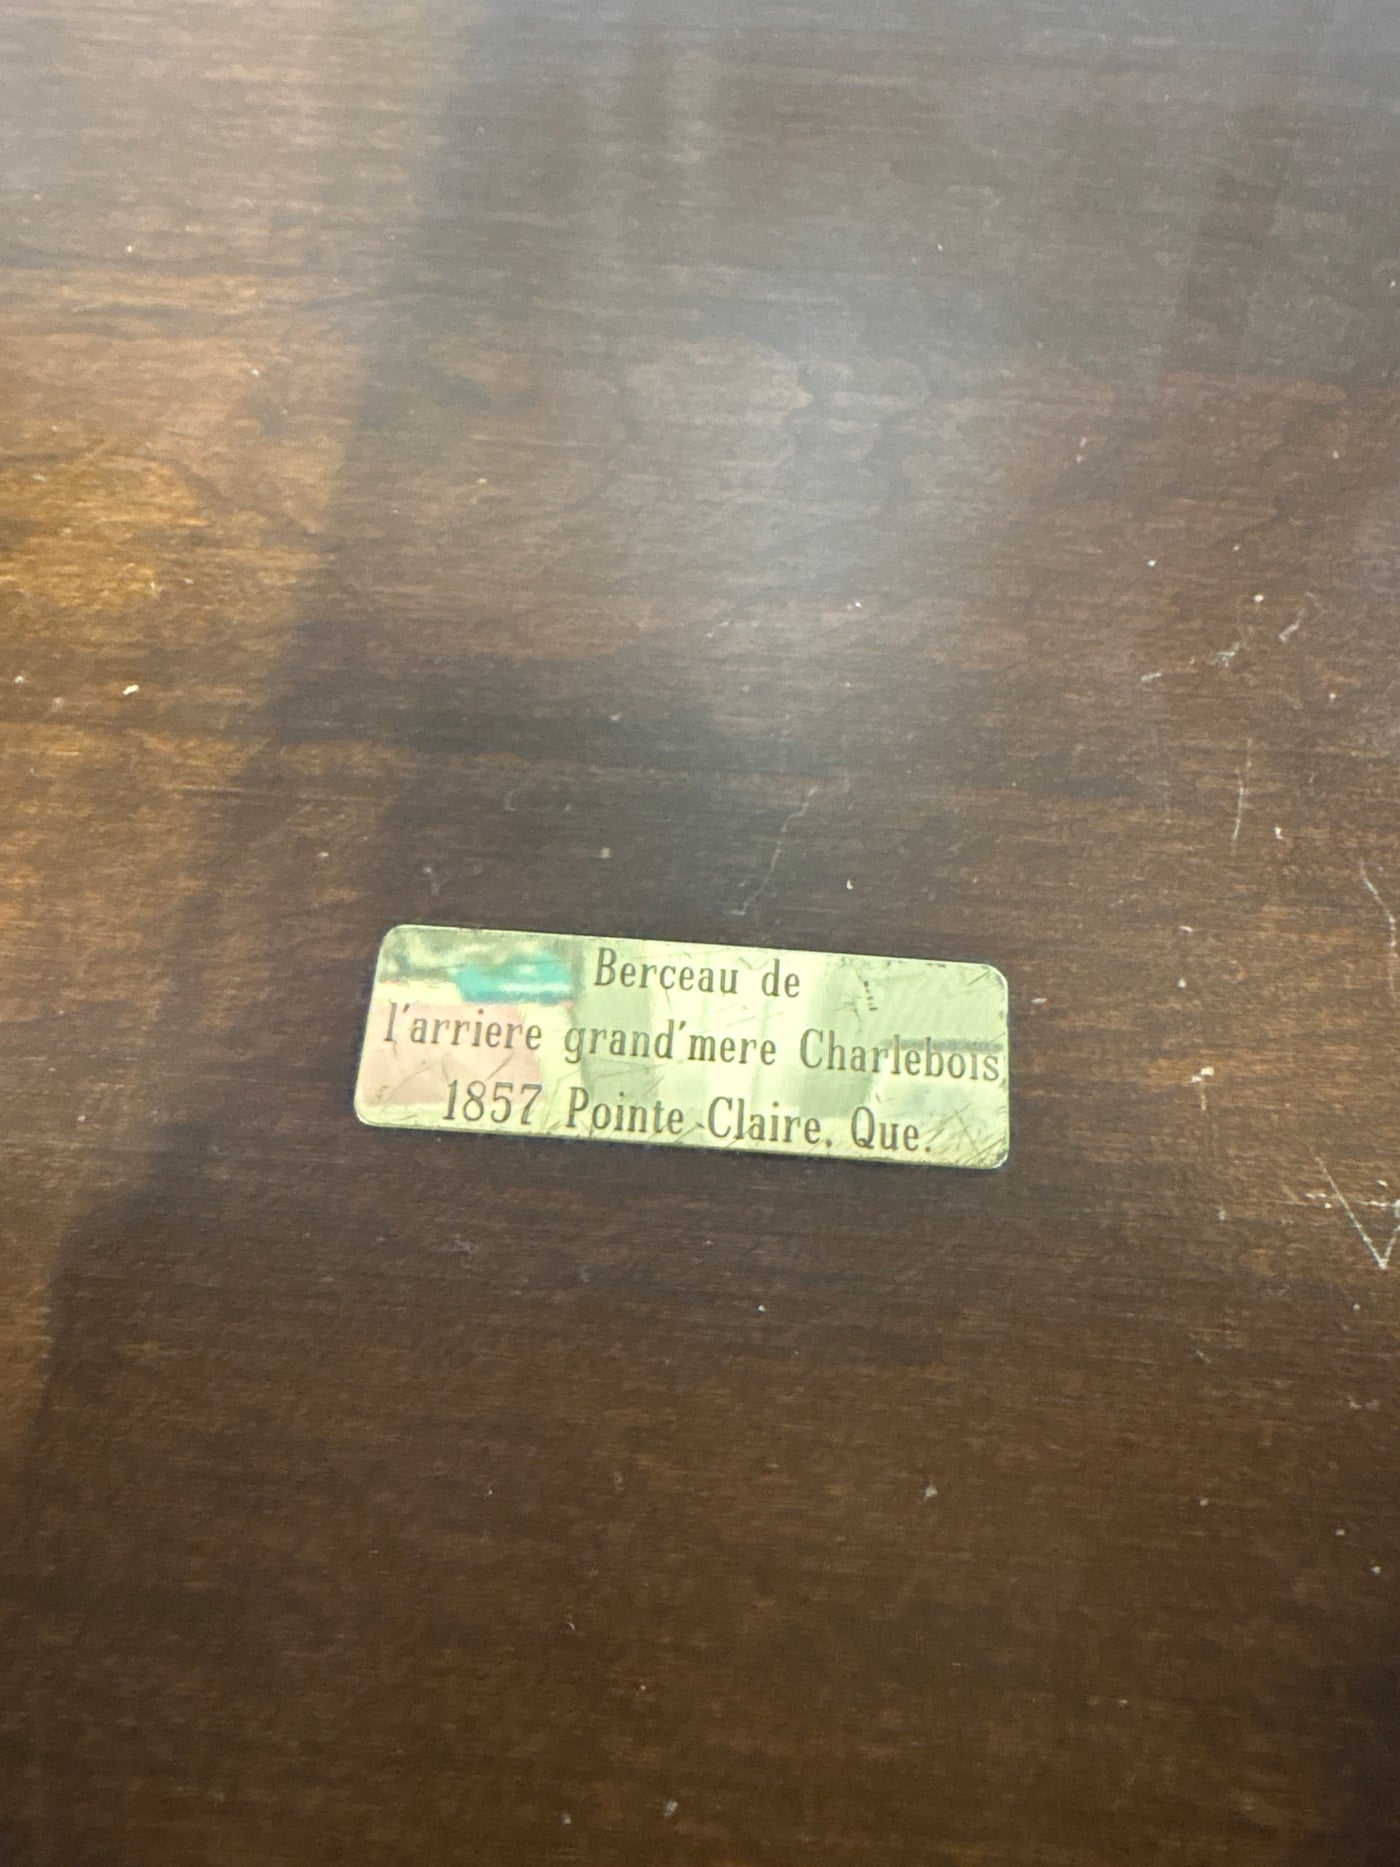 Berceau de
l'arriere grand'mere Charlebois,
1857 Pointe-Claire, Que.